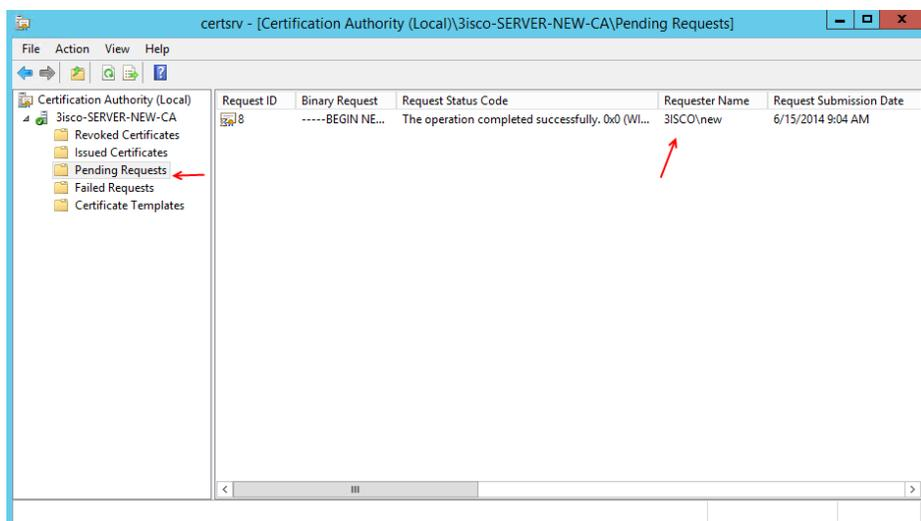 certsrv - [Certification Authority (Local)\3isco-SERVER-NEW-CA\Pending Requests]
File Action View Help
Certification Authority (Local)
3isco-SERVER-NEW-CA
Revoked Certificates
Issued Certificates
Pending Requests
Failed Requests
Certificate Templates
Request ID Binary Request Request Status Code Requester Name Request Submission Date
8 -----BEGIN NE... The operation completed successfully. 0x0 (WI... 3ISCO\new 6/15/2014 9:04 AM